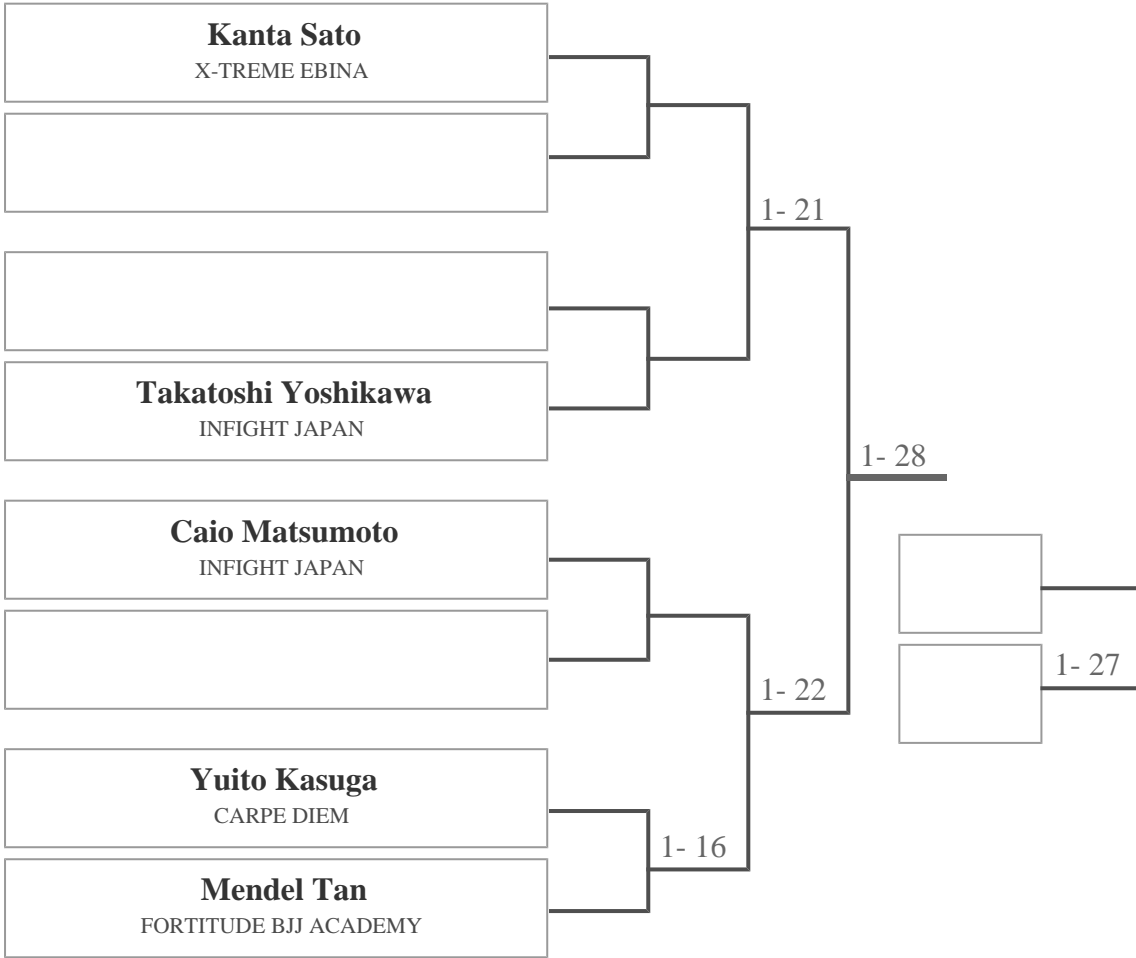 Kanta Sato
X-TREME EBINA
1- 21
Takatoshi Yoshikawa
INFIGHT JAPAN
1- 28
Caio Matsumoto
INFIGHT JAPAN
1- 27
1- 22
Yuito Kasuga
CARPE DIEM
1- 16
Mendel Tan
FORTITUDE BJJ ACADEMY